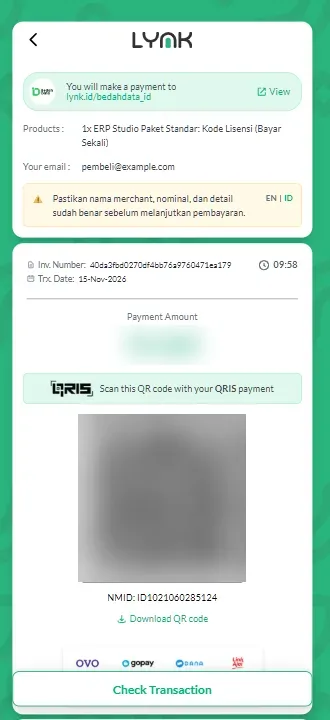 LYNK
You will make a payment to
lynk.id/bedahdata_id
View
Products : 1x ERP Studio Paket Standar: Kode Lisensi (Bayar
Sekali)
Your email : pembeli@example.com
Pastikan nama merchant, nominal, dan detail
sudah benar sebelum melanjutkan pembayaran.
EN | ID
Inv. Number: 40da3fbd0270df4bb76a9760471ea179
09:58
Trx. Date: 15-Nov-2026
Payment Amount
QRIS Scan this QR code with your QRIS payment
NMID: ID1021060285124
Download QR code
OVO gopay DANA LinkAja!
Check Transaction